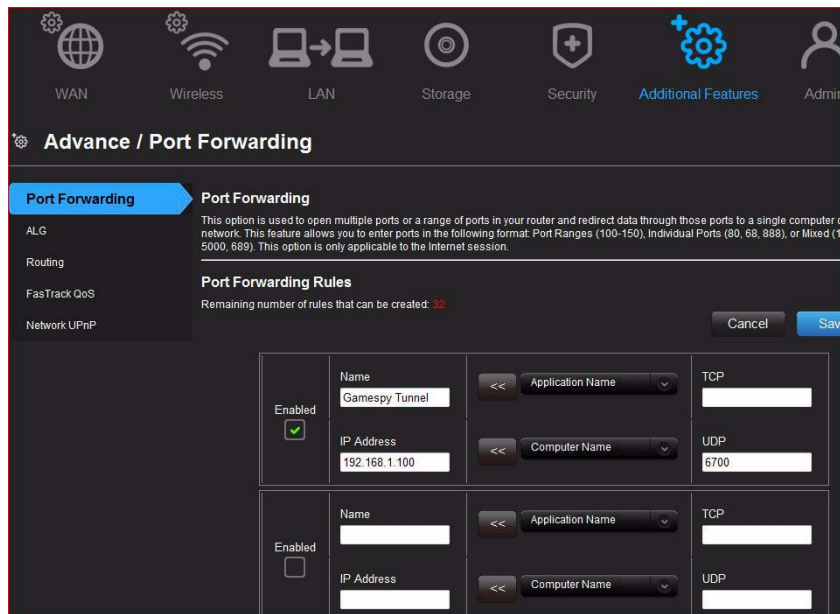 WAN
Wireless
LAN
Storage
Security
Additional Features
Advance / Port Forwarding
Port Forwarding
ALG
Routing
FasTrack QoS
Network UPnP
Port Forwarding
This option is used to open multiple ports or a range of ports in your router and redirect data through those ports to a single computer
network. This feature allows you to enter ports in the following format: Port Ranges (100-150), Individual Ports (80, 68, 888), or Mixed (1
5000, 689). This option is only applicable to the Internet session.
Port Forwarding Rules
Remaining number of rules that can be created: 32
Cancel
Sav
Enabled
Name
Gamespy Tunnel
<<
Application Name
TCP
IP Address
192.168.1.100
<<
Computer Name
UDP
6700
Enabled
Name
<<
Application Name
TCP
IP Address
<<
Computer Name
UDP